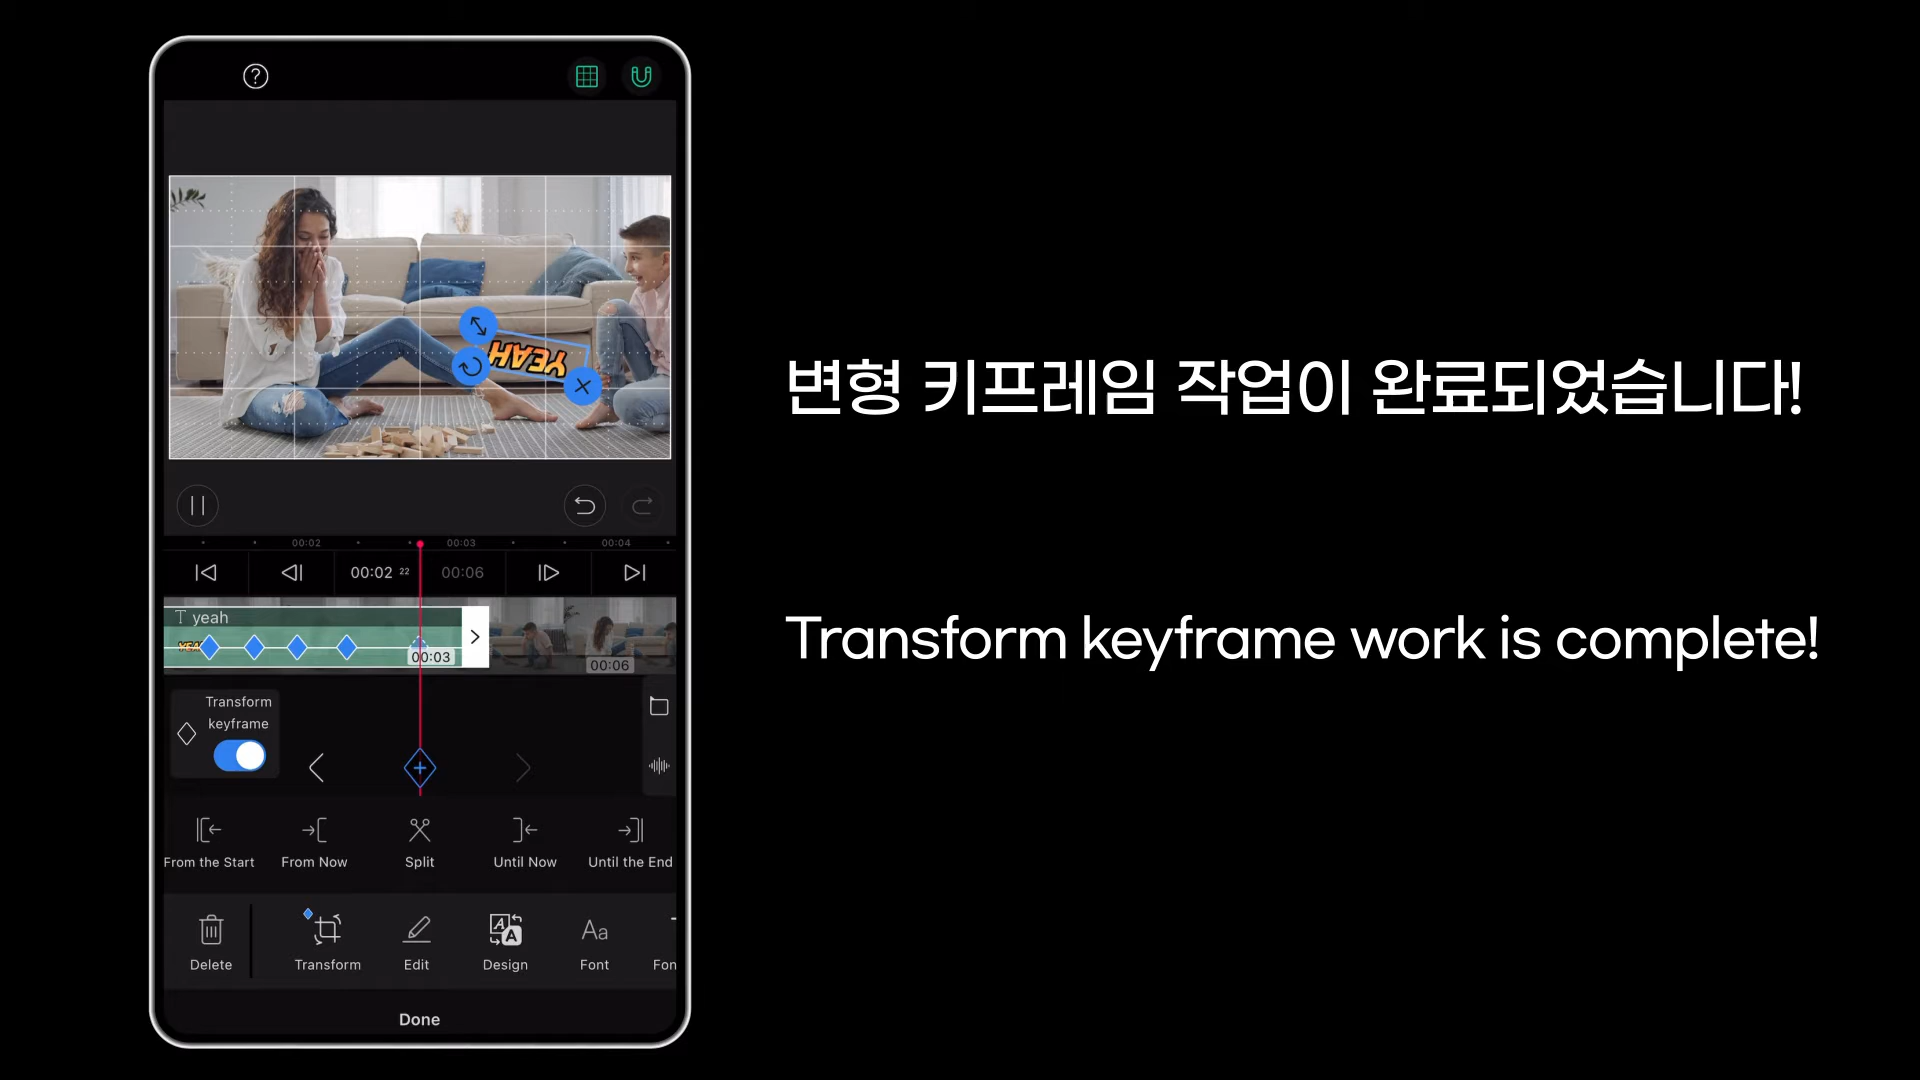 변형 키프레임 작업이 완료되었습니다!
Transform keyframe work is complete!
?
YEAH
00:02
00:03
00:04
00:02 22
00:06
T yeah
00:03
00:06
Transform
keyframe
From the Start
From Now
Split
Until Now
Until the End
Delete
Transform
Edit
Design
Aa
Font
Fon
Done